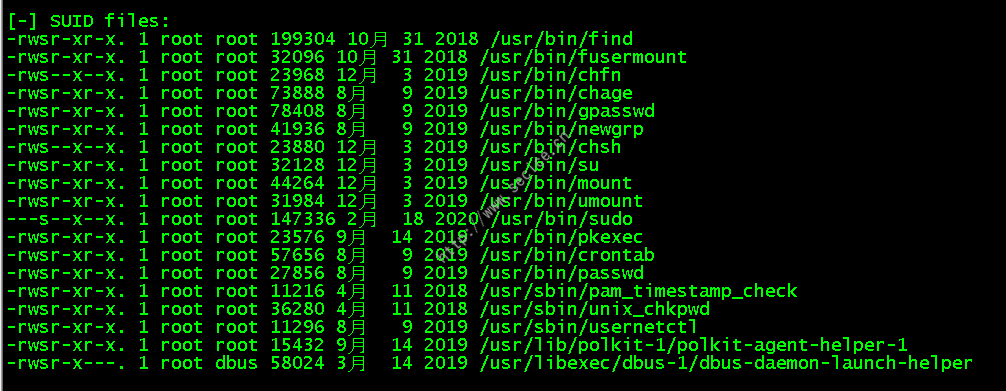 [-] SUID files:
-rwsr-xr-x. 1 root root 199304 10月 31 2018 /usr/bin/find
-rwsr-xr-x. 1 root root 32096 10月 31 2018 /usr/bin/fusermount
-rws--x--x. 1 root root 23968 12月  3 2019 /usr/bin/chfn
-rwsr-xr-x. 1 root root 73888 8月   9 2019 /usr/bin/chage
-rwsr-xr-x. 1 root root 78408 8月   9 2019 /usr/bin/gpasswd
-rwsr-xr-x. 1 root root 41936 8月   9 2019 /usr/bin/newgrp
-rws--x--x. 1 root root 23880 12月  3 2019 /usr/bin/chsh
-rwsr-xr-x. 1 root root 32128 12月  3 2019 /usr/bin/su
-rwsr-xr-x. 1 root root 44264 12月  3 2019 /usr/bin/mount
-rwsr-xr-x. 1 root root 31984 12月  3 2019 /usr/bin/umount
---s--x--x. 1 root root 147336 2月  18 2020 /usr/bin/sudo
-rwsr-xr-x. 1 root root 23576 9月  14 2019 /usr/bin/pkexec
-rwsr-xr-x. 1 root root 57656 8月   9 2019 /usr/bin/crontab
-rwsr-xr-x. 1 root root 27856 8月   9 2019 /usr/bin/passwd
-rwsr-xr-x. 1 root root 11216 4月  11 2018 /usr/sbin/pam_timestamp_check
-rwsr-xr-x. 1 root root 36280 4月  11 2018 /usr/sbin/unix_chkpwd
-rwsr-xr-x. 1 root root 11296 8月   9 2019 /usr/sbin/usernetctl
-rwsr-xr-x. 1 root root 15432 9月  14 2019 /usr/lib/polkit-1/polkit-agent-helper-1
-rwsr-x---. 1 root dbus 58024 3月  14 2019 /usr/libexec/dbus-1/dbus-daemon-launch-helper